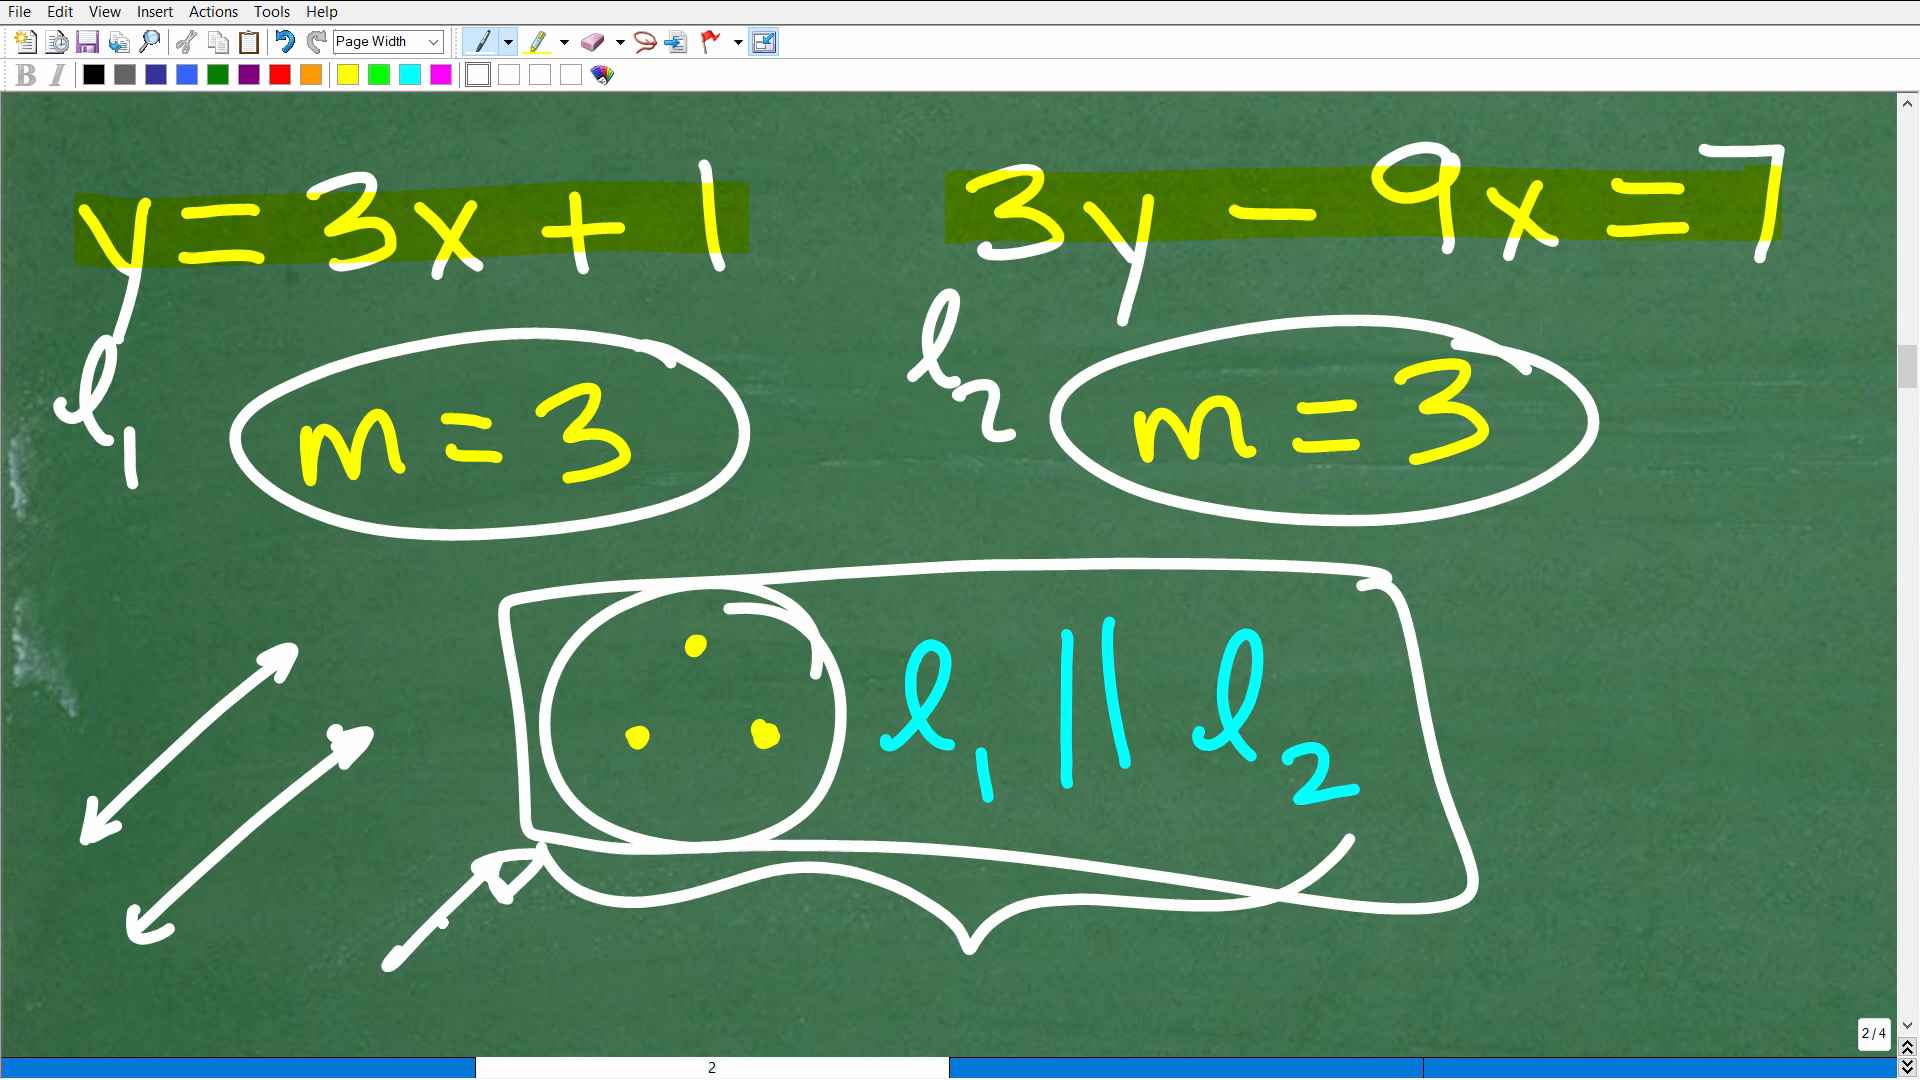 File Edit View Insert Actions Tools Help
Page Width
B I
y = 3x + 1
3y - 9x = 7
l₁
m = 3
l₂
m = 3
∴ l₁ || l₂
2 / 4
2